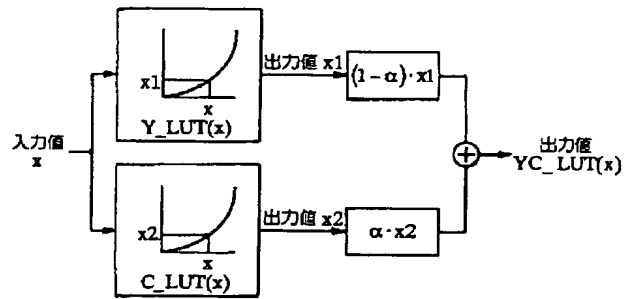 入力値
x
x1
x
Y_LUT(x)
出力値 x1
(1-α)・x1
x2
x
C_LUT(x)
出力値 x2
α・x2
+
出力値
YC_LUT(x)